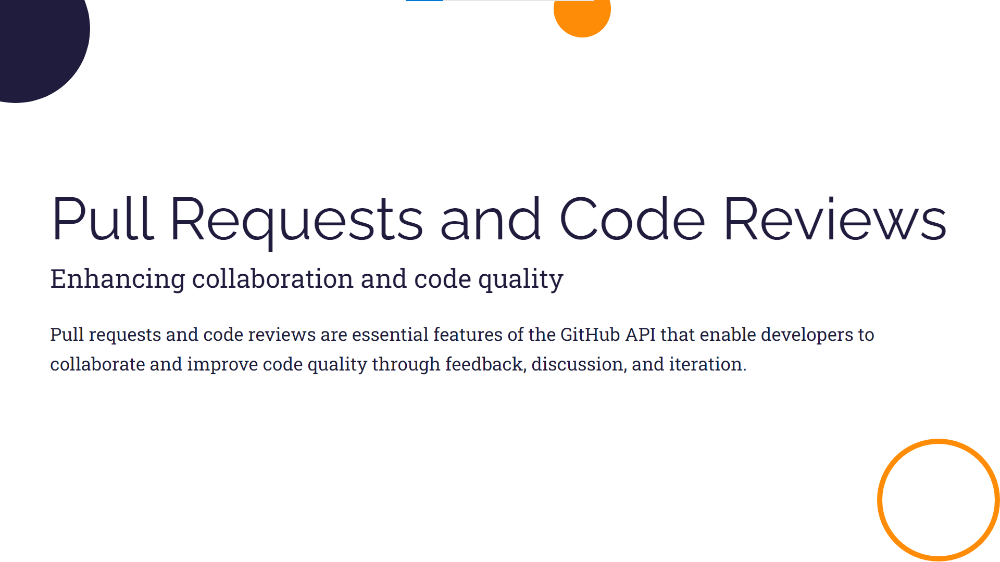 Pull Requests and Code Reviews
Enhancing collaboration and code quality
Pull requests and code reviews are essential features of the GitHub API that enable developers to
collaborate and improve code quality through feedback, discussion, and iteration.